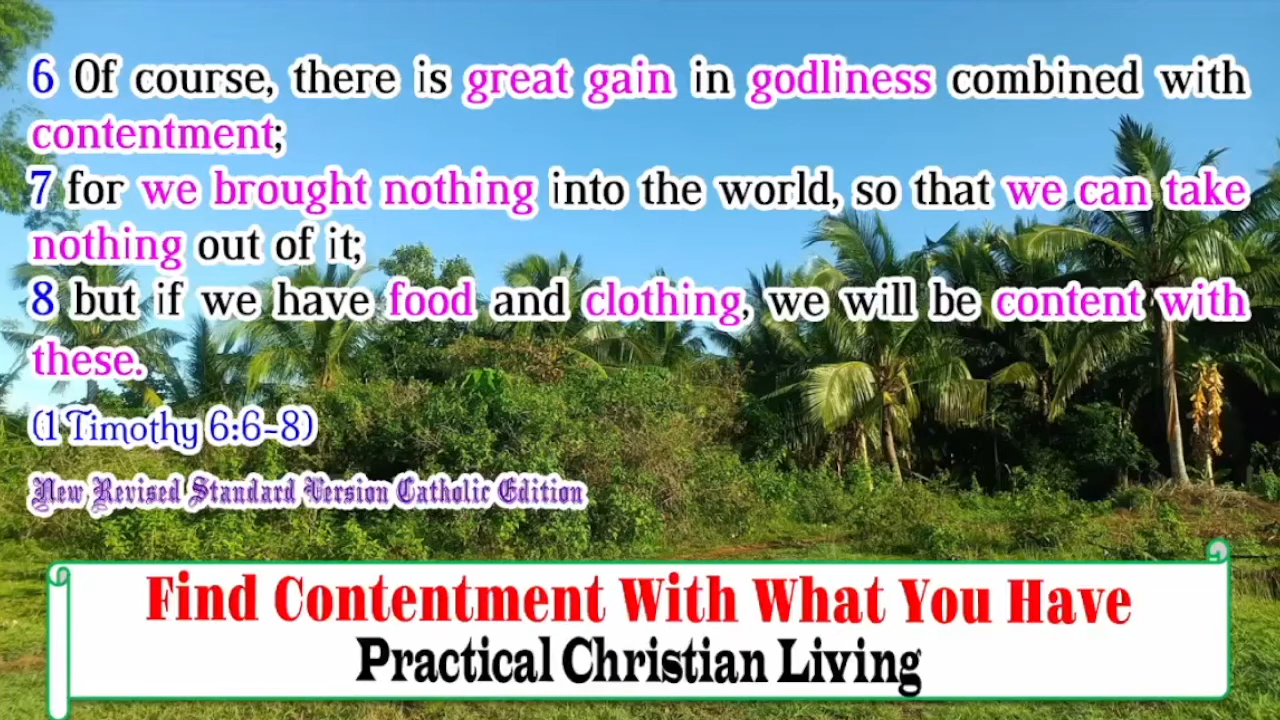 6 Of course, there is great gain in godliness combined with
contentment;
7 for we brought nothing into the world, so that we can take
nothing out of it;
8 but if we have food and clothing, we will be content with
these.
(1 Timothy 6:6-8)
New Revised Standard Version Catholic Edition
Find Contentment With What You Have
Practical Christian Living